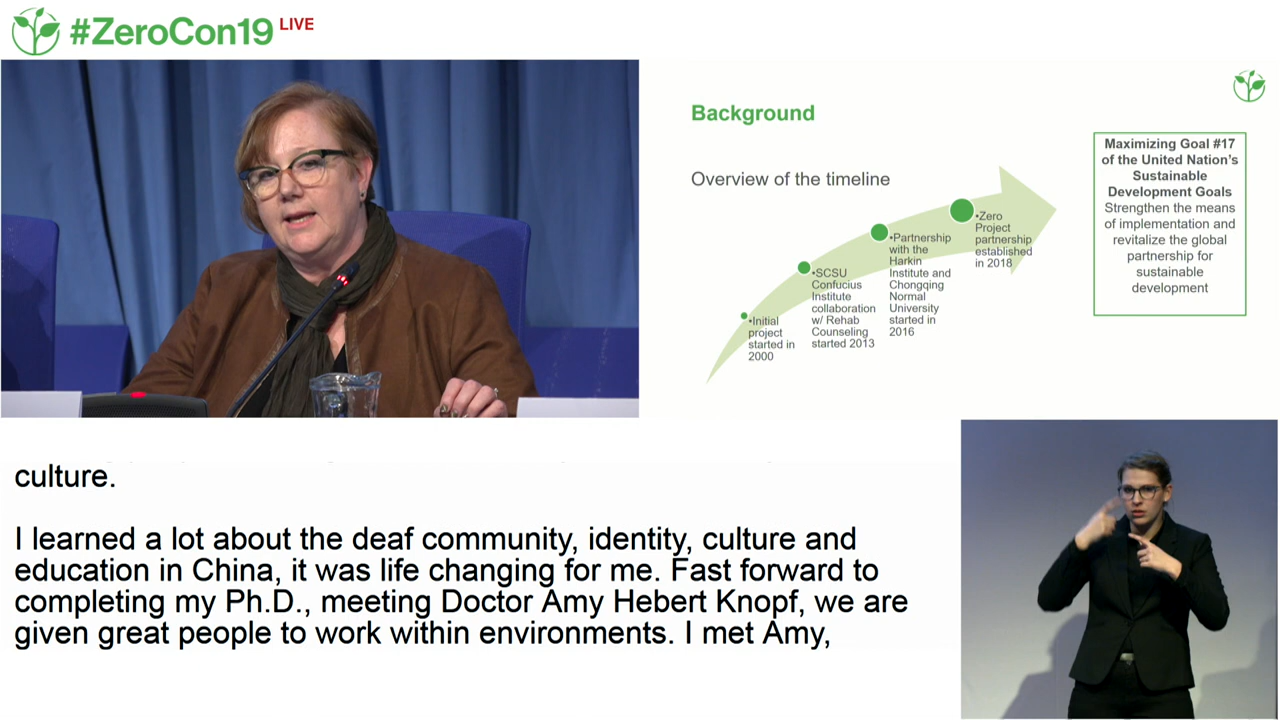 #ZeroCon19 LIVE
Background
Overview of the timeline
•Initial
project
started in
2000
•SCSU
Confucius
Institute
collaboration
w/ Rehab
Counseling
started 2013
•Partnership
with the
Harkin
Institute and
Chongqing
Normal
University
started in
2016
•Zero
Project
partnership
established
in 2018
Maximizing Goal #17
of the United Nation's
Sustainable
Development Goals
Strengthen the means
of implementation and
revitalize the global
partnership for
sustainable
development
culture.
I learned a lot about the deaf community, identity, culture and
education in China, it was life changing for me. Fast forward to
completing my Ph.D., meeting Doctor Amy Hebert Knopf, we are
given great people to work within environments. I met Amy,